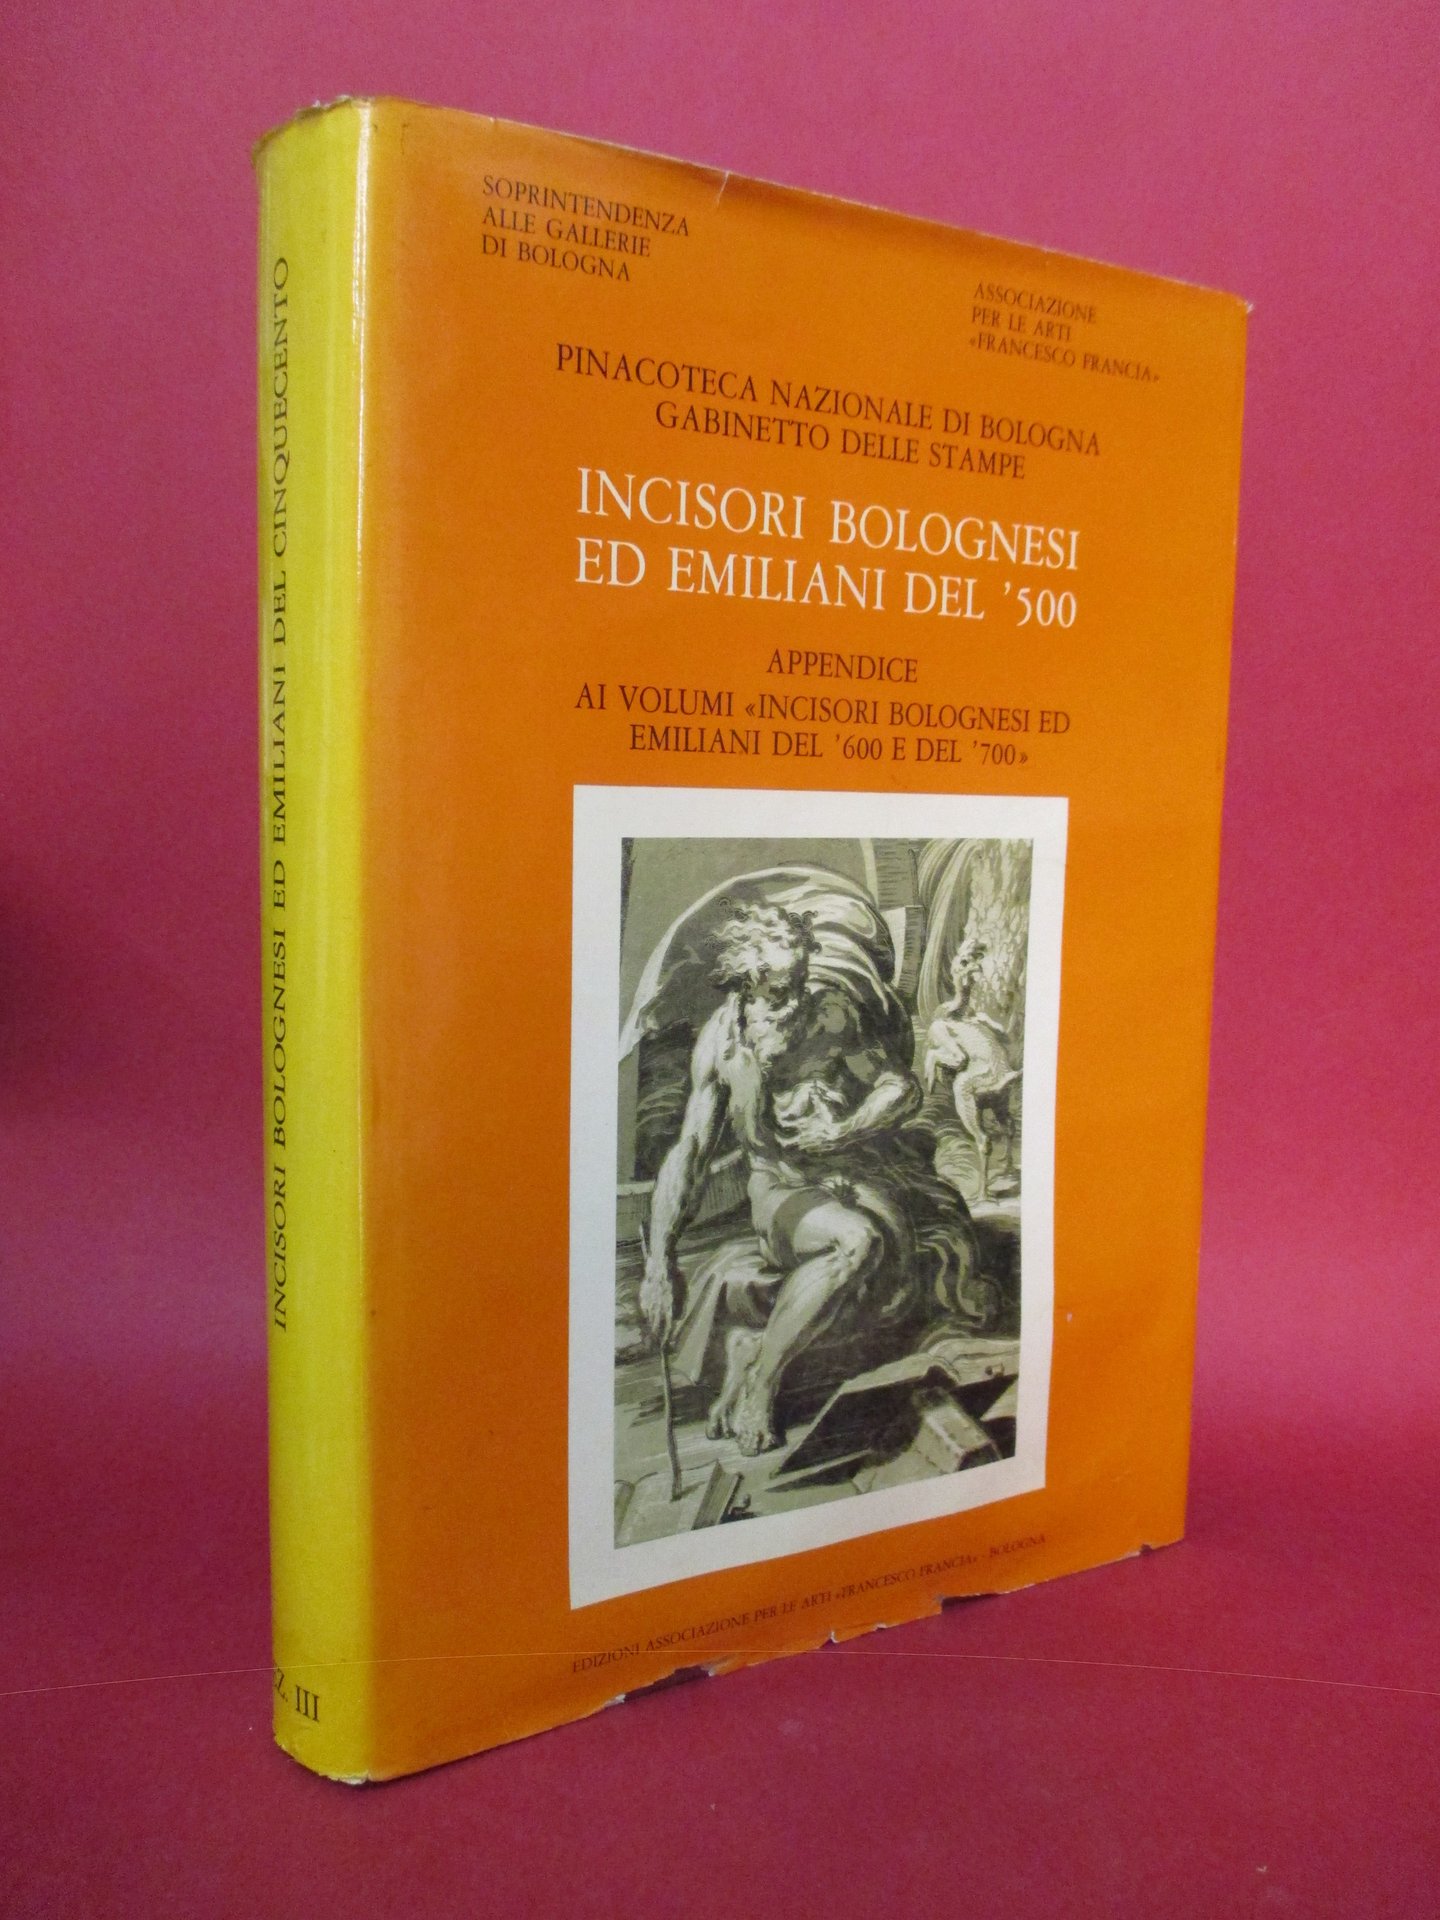 INCISORI BOLOGNESI ED EMILIANI DEL CINQUECENTO
Z. III
SOPRINTENDENZA
ALLE GALLERIE
DI BOLOGNA
ASSOCIAZIONE
PER LE ARTI
«FRANCESCO FRANCIA»
PINACOTECA NAZIONALE DI BOLOGNA
GABINETTO DELLE STAMPE
INCISORI BOLOGNESI
ED EMILIANI DEL '500
APPENDICE
AI VOLUMI «INCISORI BOLOGNESI ED
EMILIANI DEL '600 E DEL '700»
EDIZIONI ASSOCIAZIONE PER LE ARTI «FRANCESCO FRANCIA» - BOLOGNA